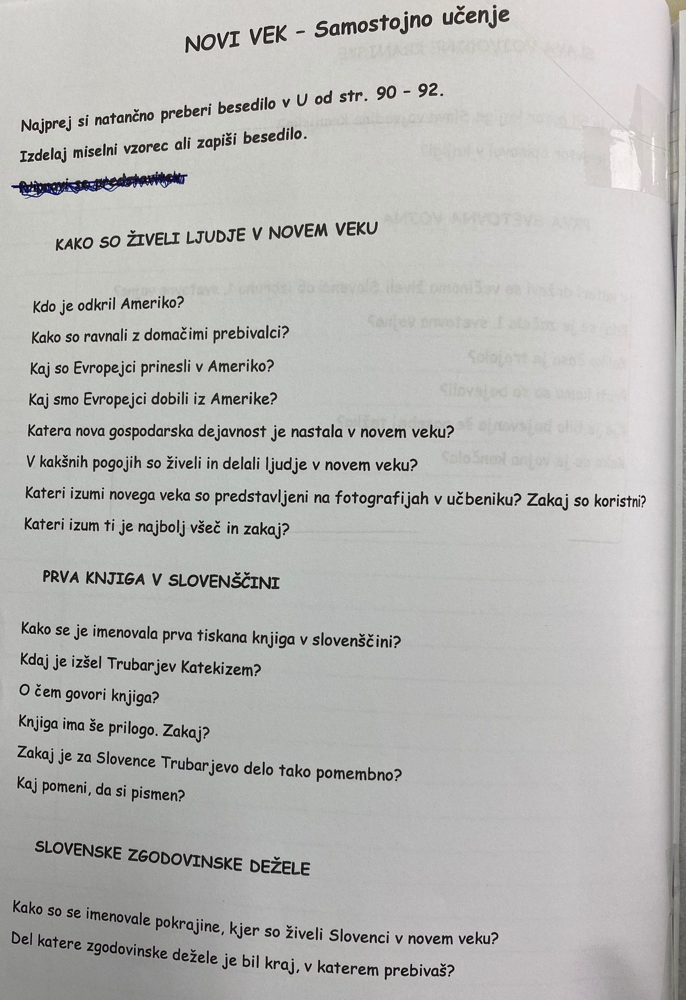 NOVI VEK - Samostojno učenje
Najprej si natančno preberi besedilo v U od str. 90 - 92.
Izdelaj miselni vzorec ali zapiši besedilo.
KAKO SO ŽIVELI LJUDJE V NOVEM VEKU
Kdo je odkril Ameriko?
Kako so ravnali z domačimi prebivalci?
Kaj so Evropejci prinesli v Ameriko?
Kaj smo Evropejci dobili iz Amerike?
Katera nova gospodarska dejavnost je nastala v novem veku?
V kakšnih pogojih so živeli in delali ljudje v novem veku?
Kateri izumi novega veka so predstavljeni na fotografijah v učbeniku? Zakaj so koristni?
Kateri izum ti je najbolj všeč in zakaj?
PRVA KNJIGA V SLOVENŠČINI
Kako se je imenovala prva tiskana knjiga v slovenščini?
Kdaj je izšel Trubarjev Katekizem?
O čem govori knjiga?
Knjiga ima še prilogo. Zakaj?
Zakaj je za Slovence Trubarjevo delo tako pomembno?
Kaj pomeni, da si pismen?
SLOVENSKE ZGODOVINSKE DEŽELE
Kako so se imenovale pokrajine, kjer so živeli Slovenci v novem veku?
Del katere zgodovinske dežele je bil kraj, v katerem prebivaš?